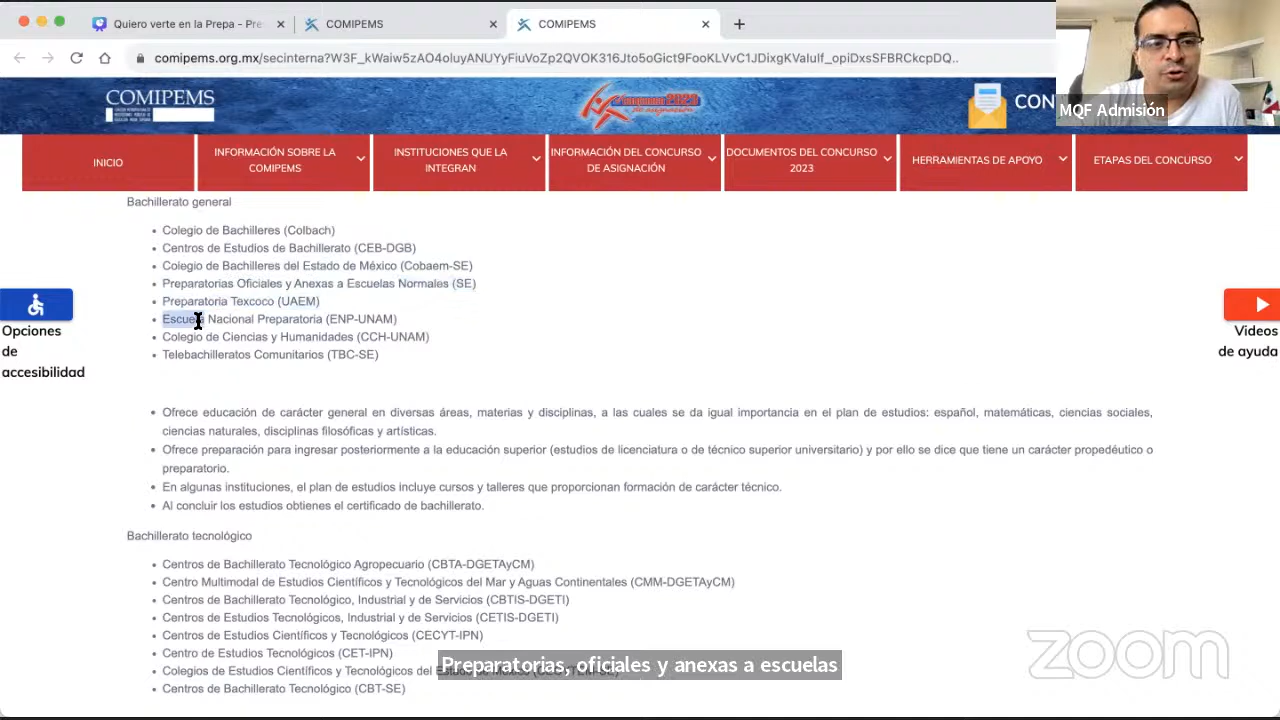 Quiero verte en la Prepa - Pre
COMIPEMS
COMIPEMS
comipems.org.mx/secinterna?W3F_kWaiw5zAO4oluyANUYyFiuVoZp2QVOK316Jto5oGict9FooKLVvC1JDixgKVaIulf_opiDxsSFBRCkcpDQ..
MQF Admisión
COMIPEMS
CON
INICIO
INFORMACIÓN SOBRE LA COMIPEMS
INSTITUCIONES QUE LA INTEGRAN
INFORMACIÓN DEL CONCURSO DE ASIGNACIÓN
DOCUMENTOS DEL CONCURSO 2023
HERRAMIENTAS DE APOYO
ETAPAS DEL CONCURSO
Opciones
de
accesibilidad
Videos
de ayuda
Bachillerato general
Colegio de Bachilleres (Colbach)
Centros de Estudios de Bachillerato (CEB-DGB)
Colegio de Bachilleres del Estado de México (Cobaem-SE)
Preparatorias Oficiales y Anexas a Escuelas Normales (SE)
Preparatoria Texcoco (UAEM)
Escuela Nacional Preparatoria (ENP-UNAM)
Colegio de Ciencias y Humanidades (CCH-UNAM)
Telebachilleratos Comunitarios (TBC-SE)
Ofrece educación de carácter general en diversas áreas, materias y disciplinas, a las cuales se da igual importancia en el plan de estudios: español, matemáticas, ciencias sociales,
ciencias naturales, disciplinas filosóficas y artísticas.
Ofrece preparación para ingresar posteriormente a la educación superior (estudios de licenciatura o de técnico superior universitario) y por ello se dice que tiene un carácter propedéutico o
preparatorio.
En algunas instituciones, el plan de estudios incluye cursos y talleres que proporcionan formación de carácter técnico.
Al concluir los estudios obtienes el certificado de bachillerato.
Bachillerato tecnológico
Centros de Bachillerato Tecnológico Agropecuario (CBTA-DGETAyCM)
Centro Multimodal de Estudios Científicos y Tecnológicos del Mar y Aguas Continentales (CMM-DGETAyCM)
Centros de Bachillerato Tecnológico, Industrial y de Servicios (CBTIS-DGETI)
Centros de Estudios Tecnológicos, Industrial y de Servicios (CETIS-DGETI)
Centros de Estudios Científicos y Tecnológicos (CECYT-IPN)
Centro de Estudios Tecnológicos (CET-IPN)
Colegios de Estudios Científicos y Tecnológicos del
Centros de Bachillerato Tecnológico (CBT-SE)
Preparatorias, oficiales y anexas a escuelas
zoom